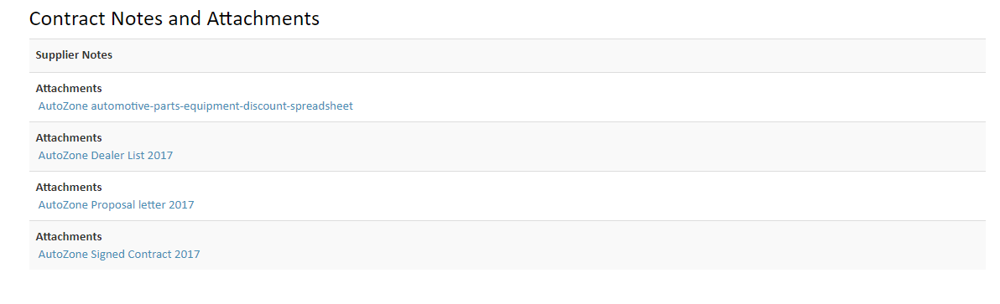 Contract Notes and Attachments
Supplier Notes
Attachments
AutoZone automotive-parts-equipment-discount-spreadsheet
Attachments
AutoZone Dealer List 2017
Attachments
AutoZone Proposal letter 2017
Attachments
AutoZone Signed Contract 2017